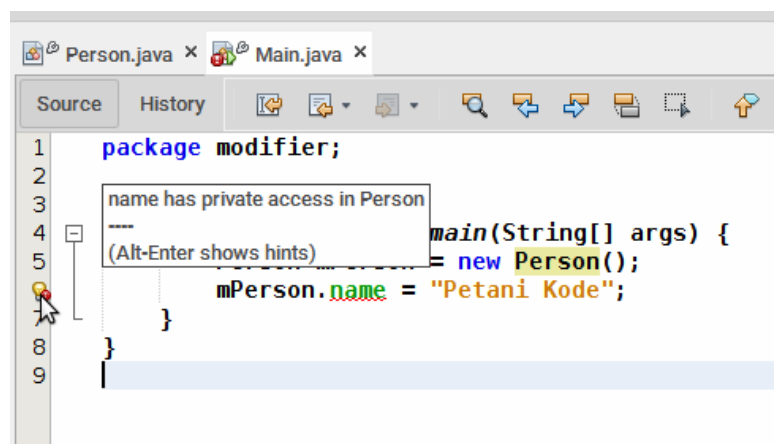 Person.java × Main.java ×
Source History
1 package modifier;
2
3
name has private access in Person
----
(Alt-Enter shows hints)
4 main(String[] args) {
5 = new Person();
mPerson.name = "Petani Kode";
7 }
8 }
9